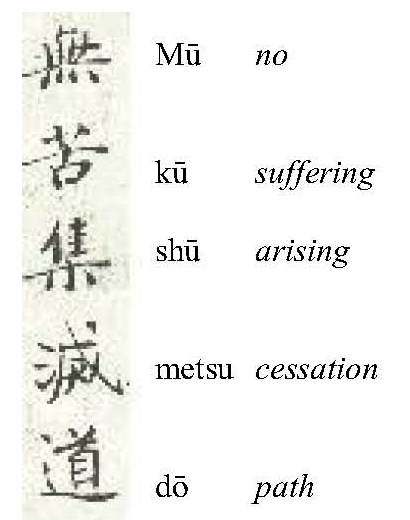 無 Mū no
苦 kū suffering
集 shū arising
滅 metsu cessation
道 dō path